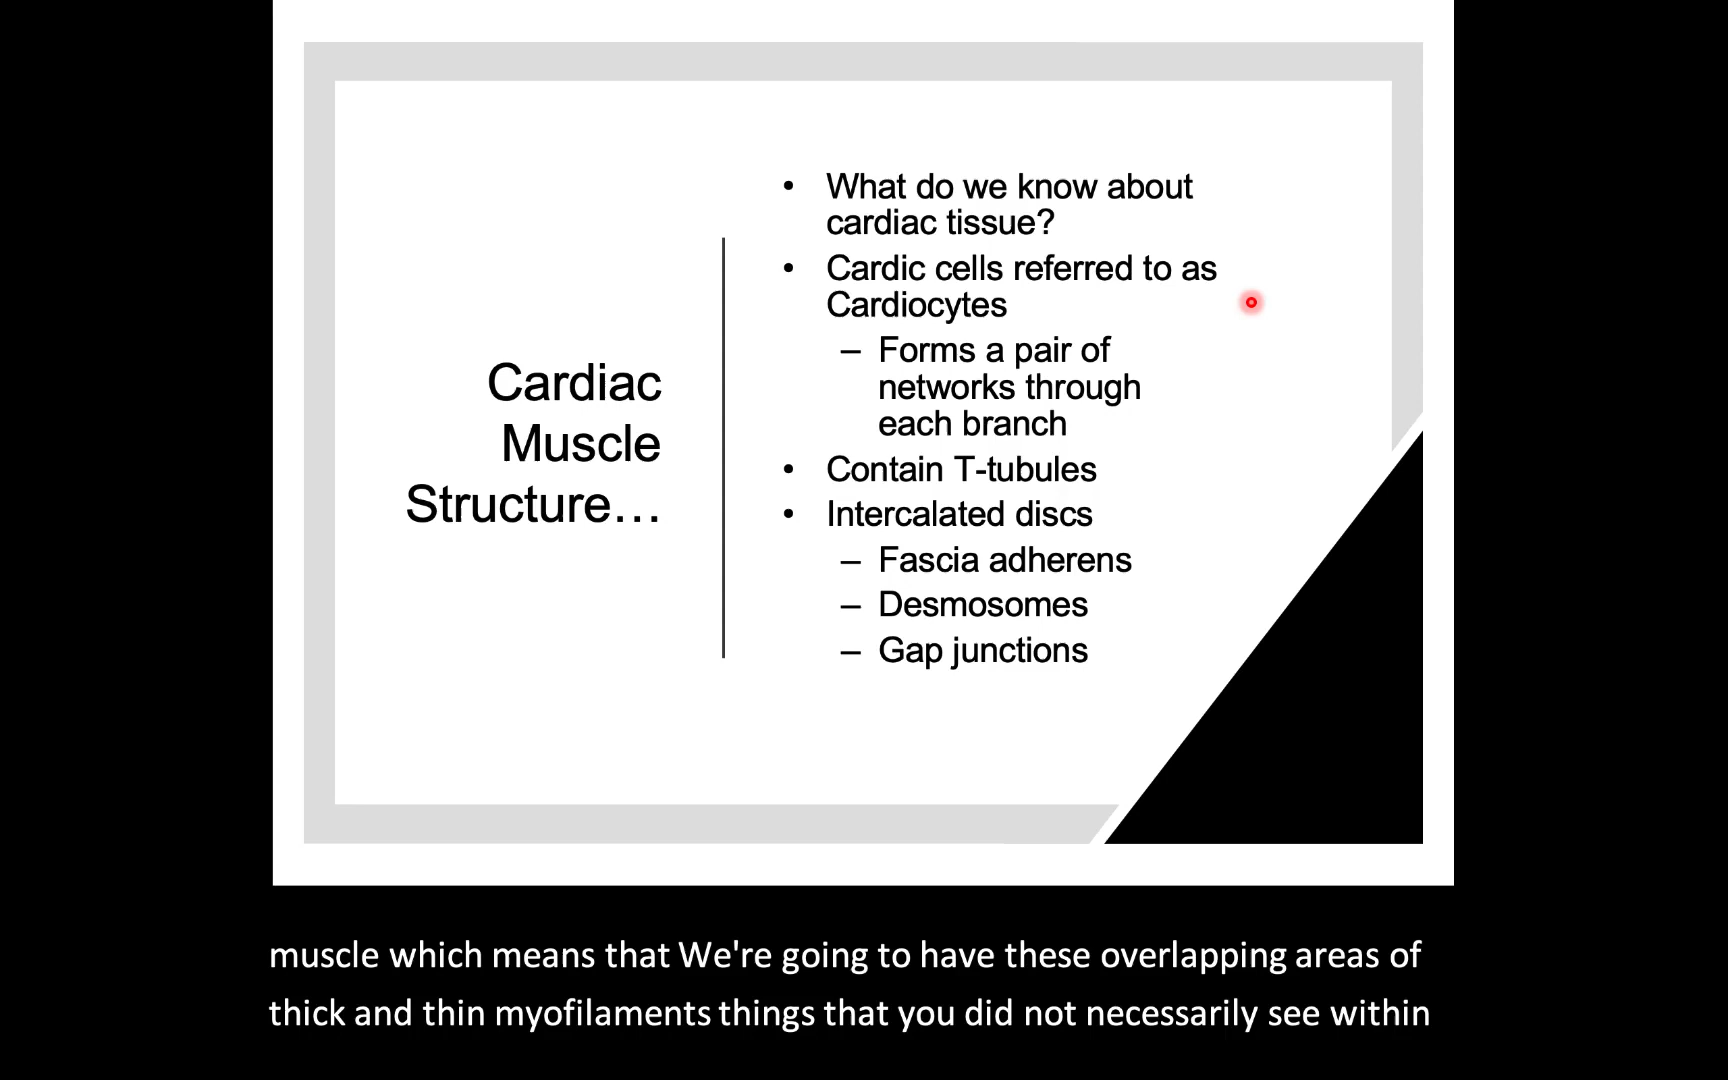 Cardiac
Muscle
Structure…
• What do we know about
cardiac tissue?
• Cardic cells referred to as
Cardiocytes
– Forms a pair of
networks through
each branch
• Contain T-tubules
• Intercalated discs
– Fascia adherens
– Desmosomes
– Gap junctions
muscle which means that We're going to have these overlapping areas of
thick and thin myofilaments things that you did not necessarily see within